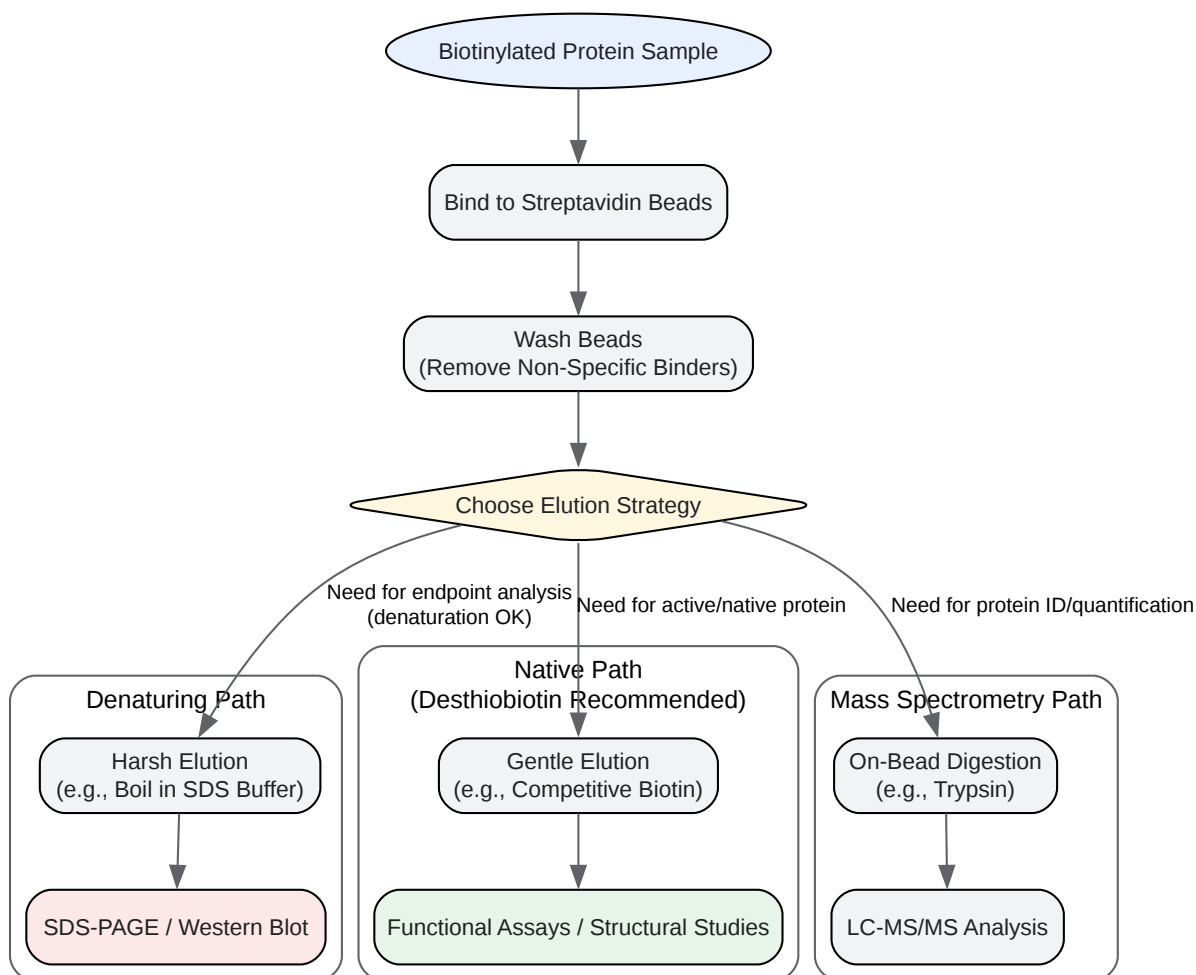 Biotinylated Protein Sample
Bind to Streptavidin Beads
Wash Beads
(Remove Non-Specific Binders)
Choose Elution Strategy
Need for endpoint analysis
(denaturation OK)
Need for active/native protein
Need for protein ID/quantification
Denaturing Path
Native Path
(Desthiobiotin Recommended)
Mass Spectrometry Path
Harsh Elution
(e.g., Boil in SDS Buffer)
Gentle Elution
(e.g., Competitive Biotin)
On-Bead Digestion
(e.g., Trypsin)
SDS-PAGE / Western Blot
Functional Assays / Structural Studies
LC-MS/MS Analysis